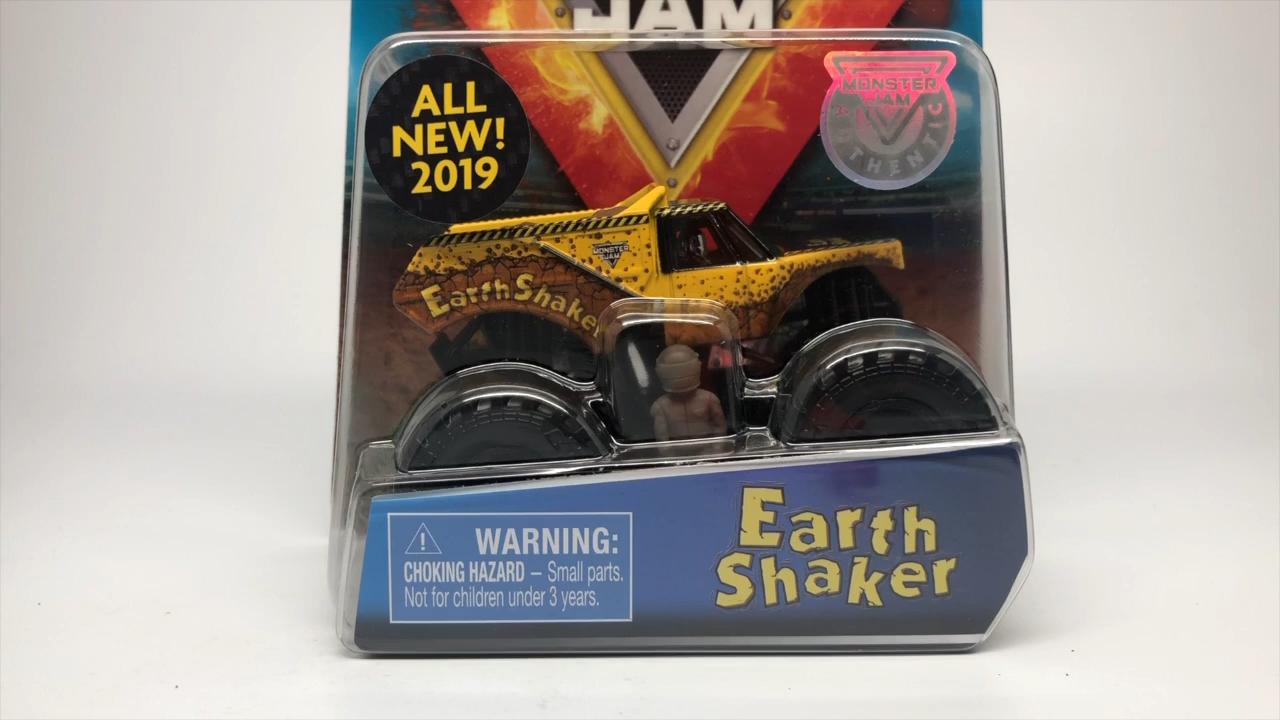 JAM
ALL
NEW!
2019
MONSTER
JAM
AUTHENTIC
MONSTER
JAM
Earth Shaker
WARNING:
CHOKING HAZARD – Small parts.
Not for children under 3 years.
Earth
Shaker